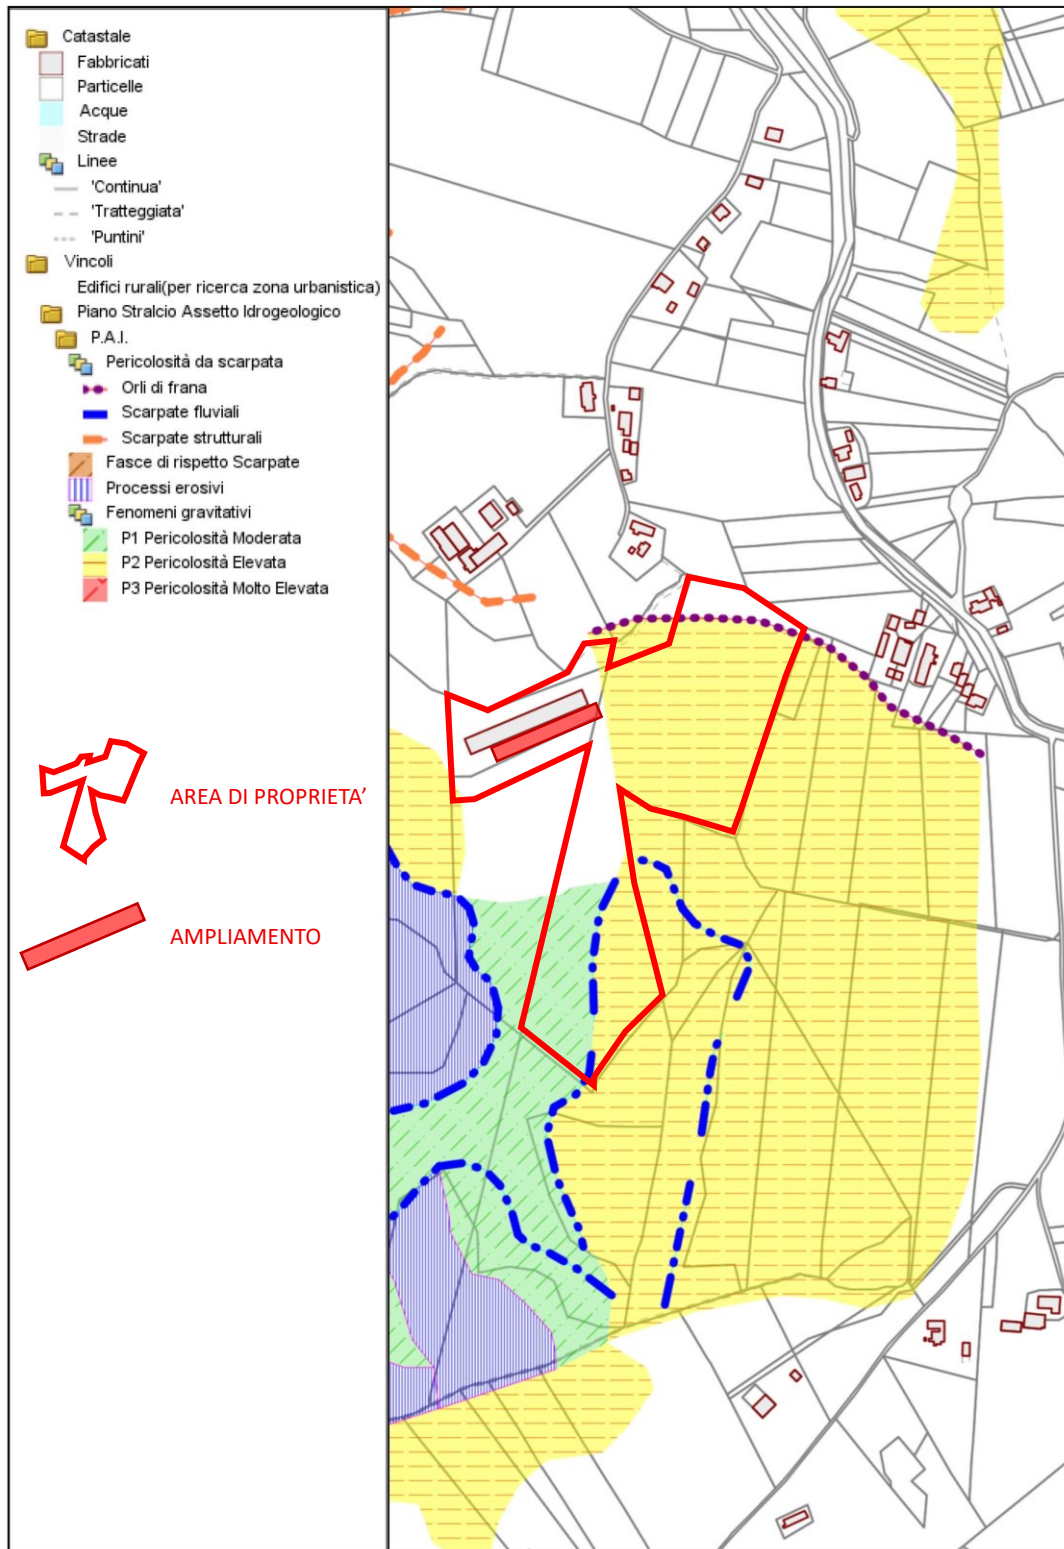 Catastale
Fabbricati
Particelle
Acque
Strade
Linee
'Continua'
'Tratteggiata'
'Puntini'
Vincoli
Edifici rurali(per ricerca zona urbanistica)
Piano Stralcio Assetto Idrogeologico
P.A.I.
Pericolosità da scarpata
Orli di frana
Scarpate fluviali
Scarpate strutturali
Fasce di rispetto Scarpate
Processi erosivi
Fenomeni gravitativi
P1 Pericolosità Moderata
P2 Pericolosità Elevata
P3 Pericolosità Molto Elevata
AREA DI PROPRIETA'
AMPLIAMENTO